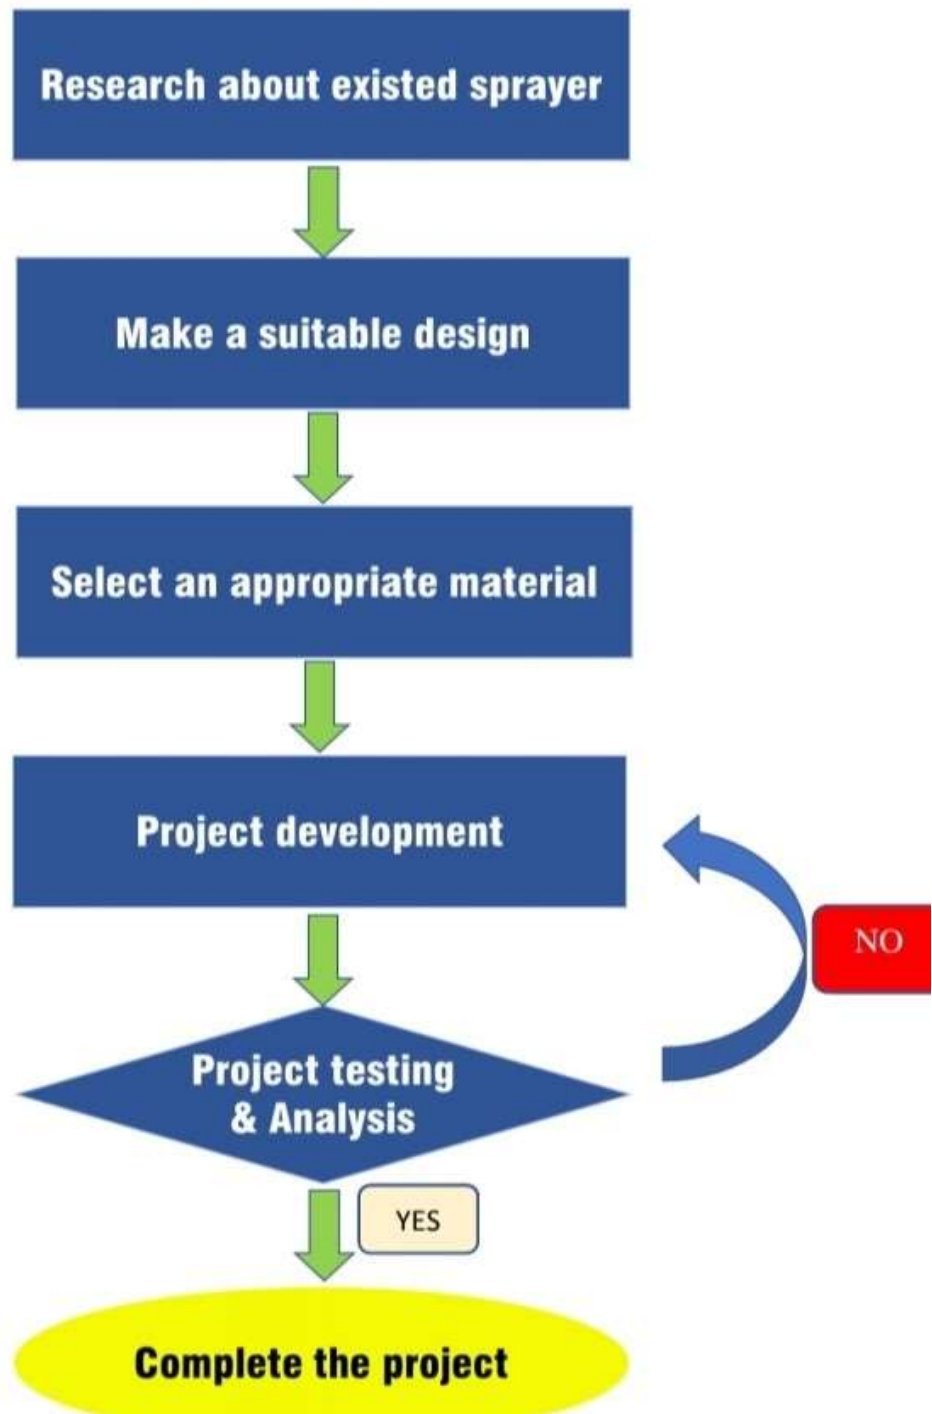 Research about existed sprayer
Make a suitable design
Select an appropriate material
Project development
NO
Project testing
& Analysis
YES
Complete the project